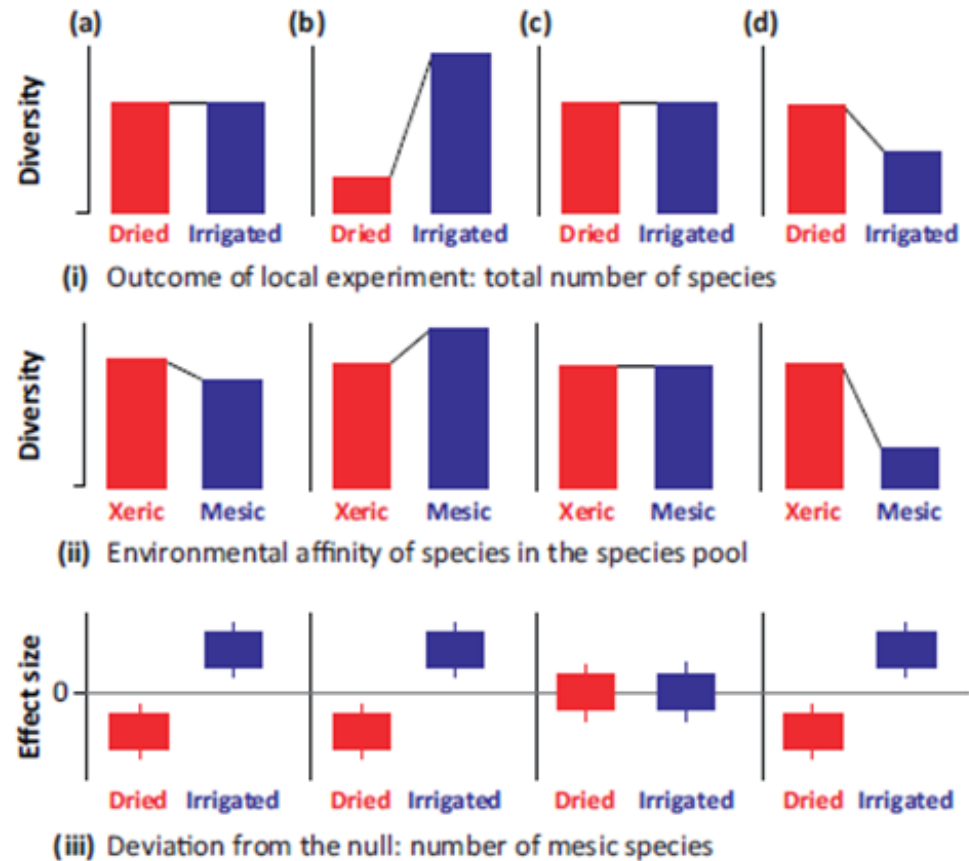 (a) (b) (c) (d)
Diversity
Dried Irrigated Dried Irrigated Dried Irrigated Dried Irrigated
(i) Outcome of local experiment: total number of species
Diversity
Xeric Mesic Xeric Mesic Xeric Mesic Xeric Mesic
(ii) Environmental affinity of species in the species pool
Effect size
0
Dried Irrigated Dried Irrigated Dried Irrigated Dried Irrigated
(iii) Deviation from the null: number of mesic species